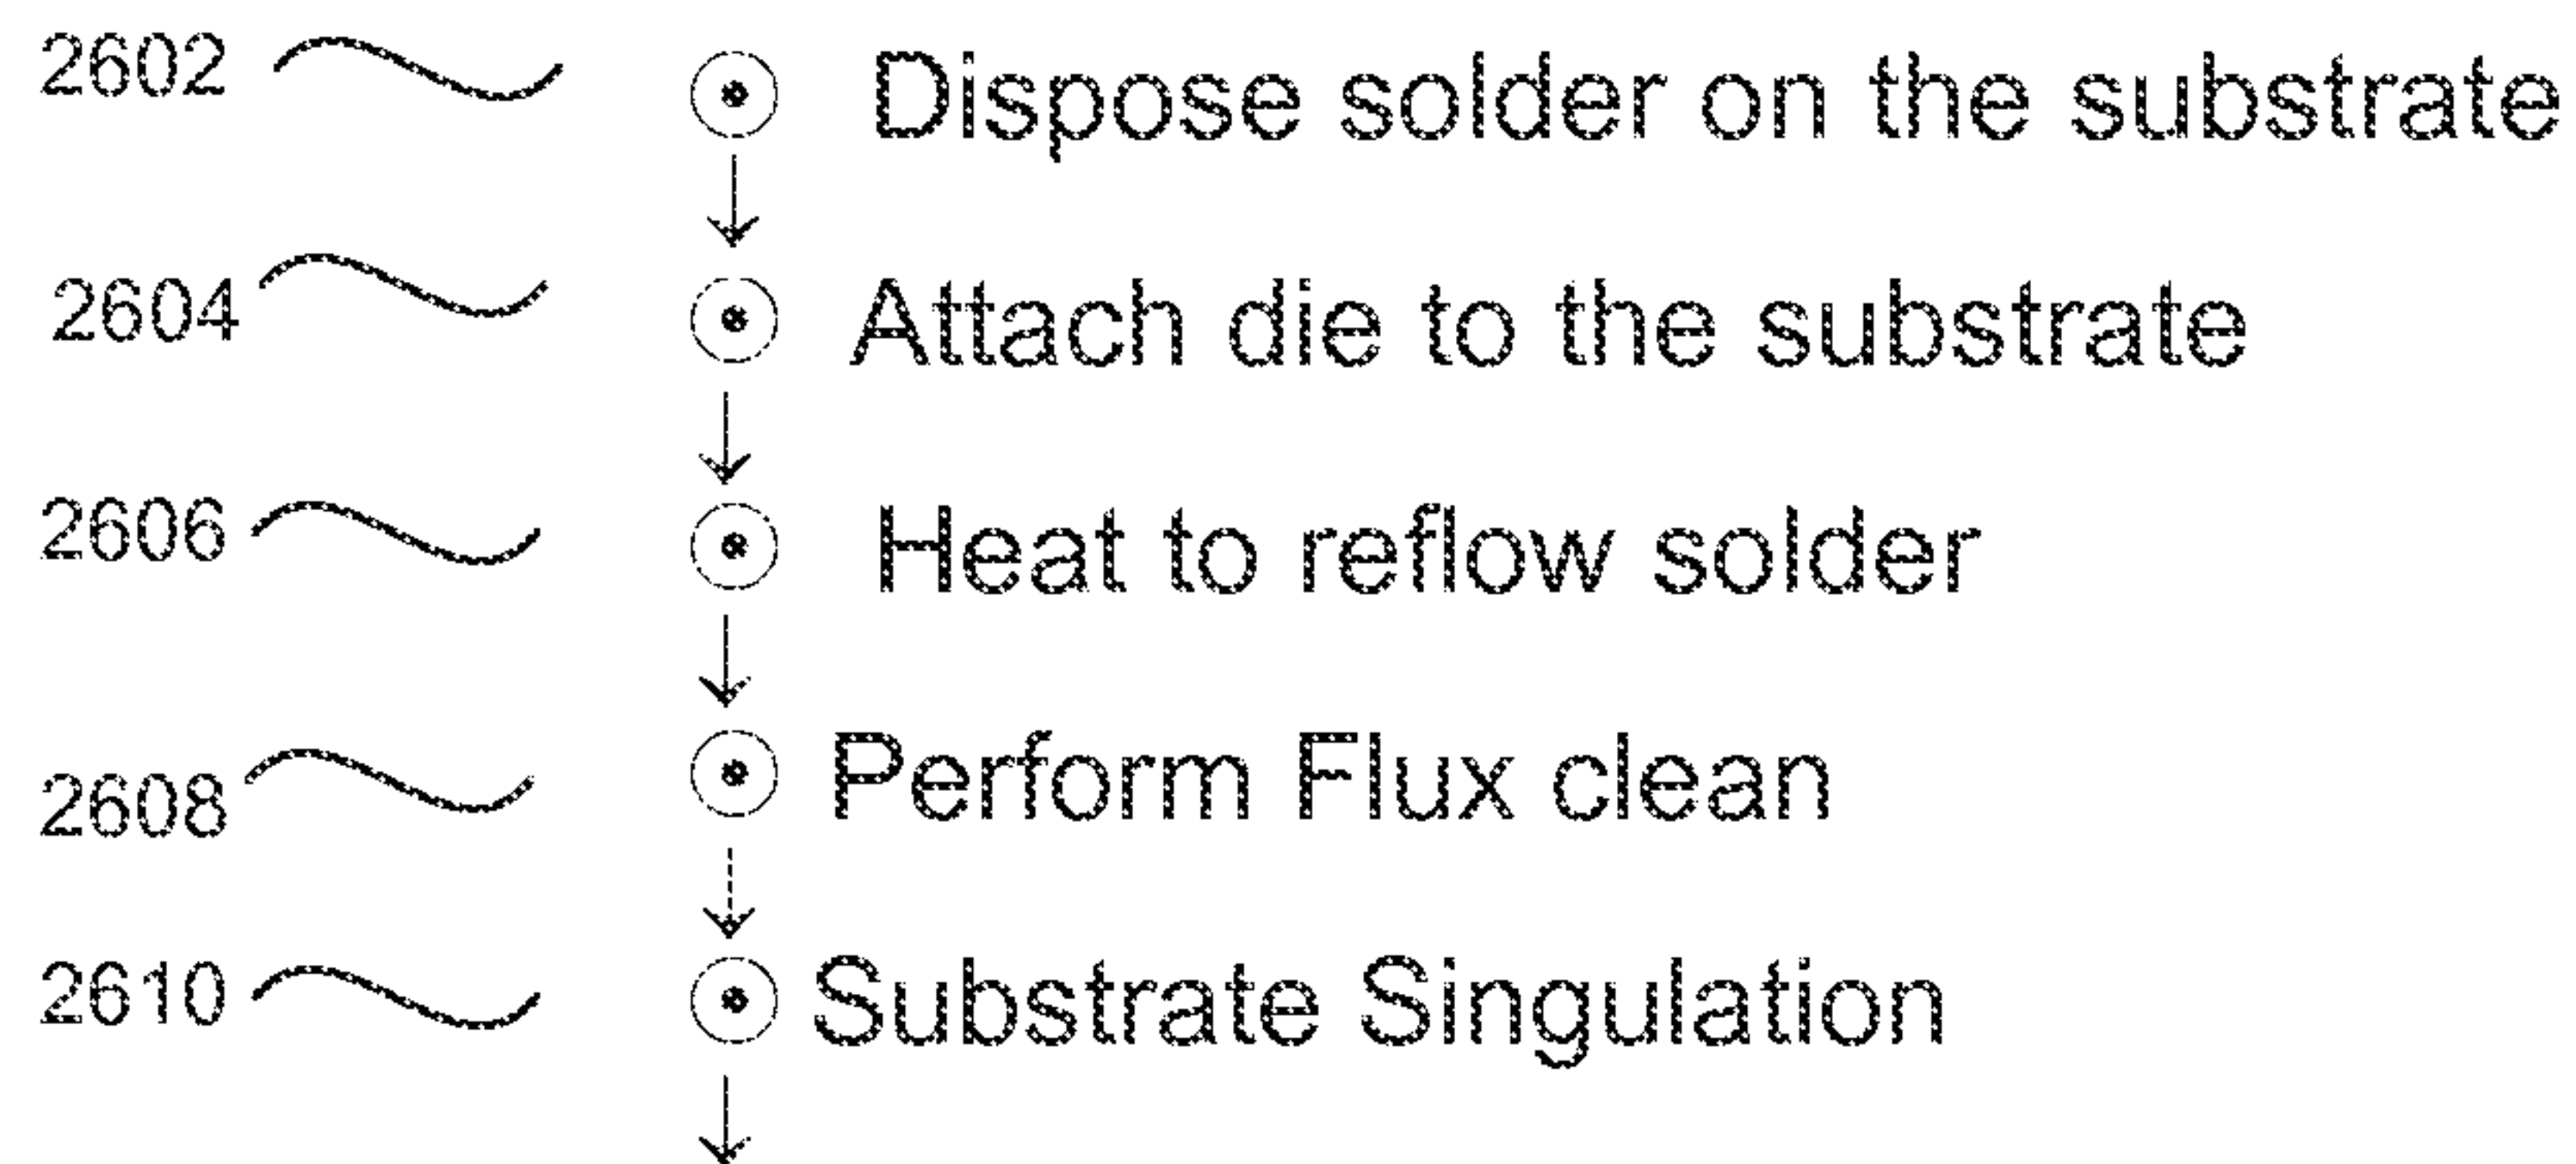 2602 Dispose solder on the substrate
2604 Attach die to the substrate
2606 Heat to reflow solder
2608 Perform Flux clean
2610 Substrate Singulation